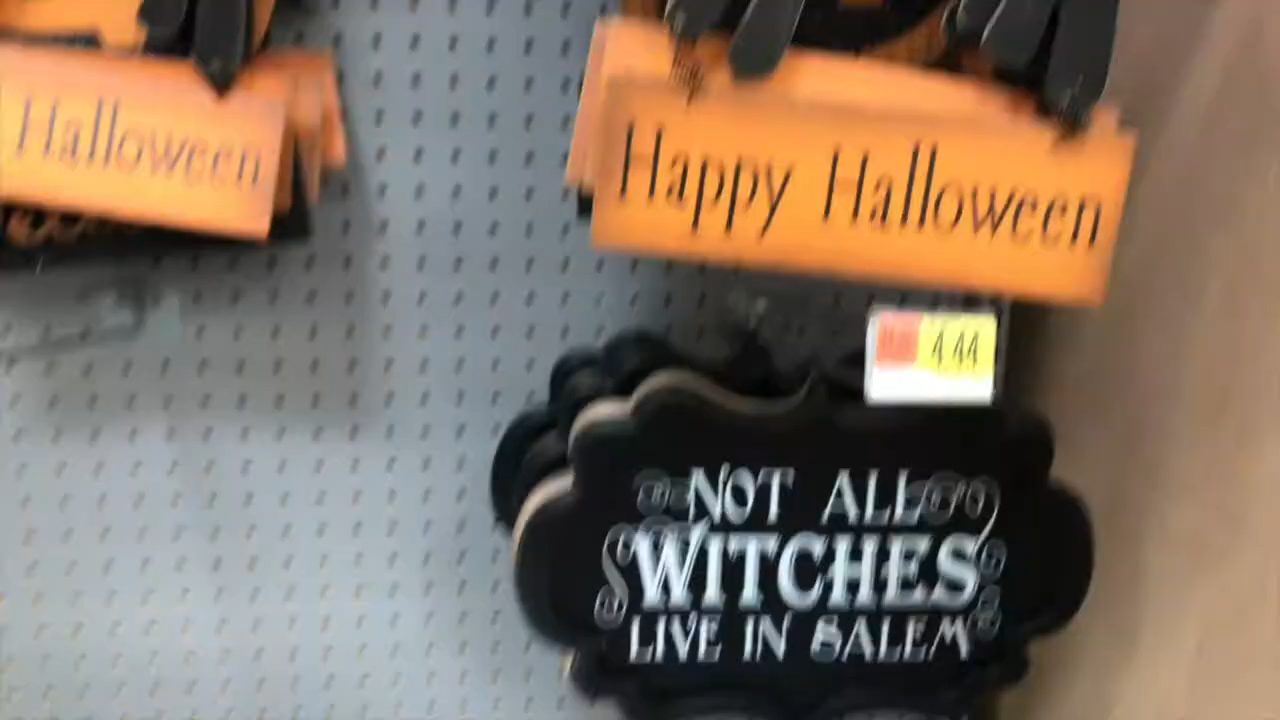 Halloween
Happy Halloween
4.44
NOT ALL
WITCHES
LIVE IN SALEM